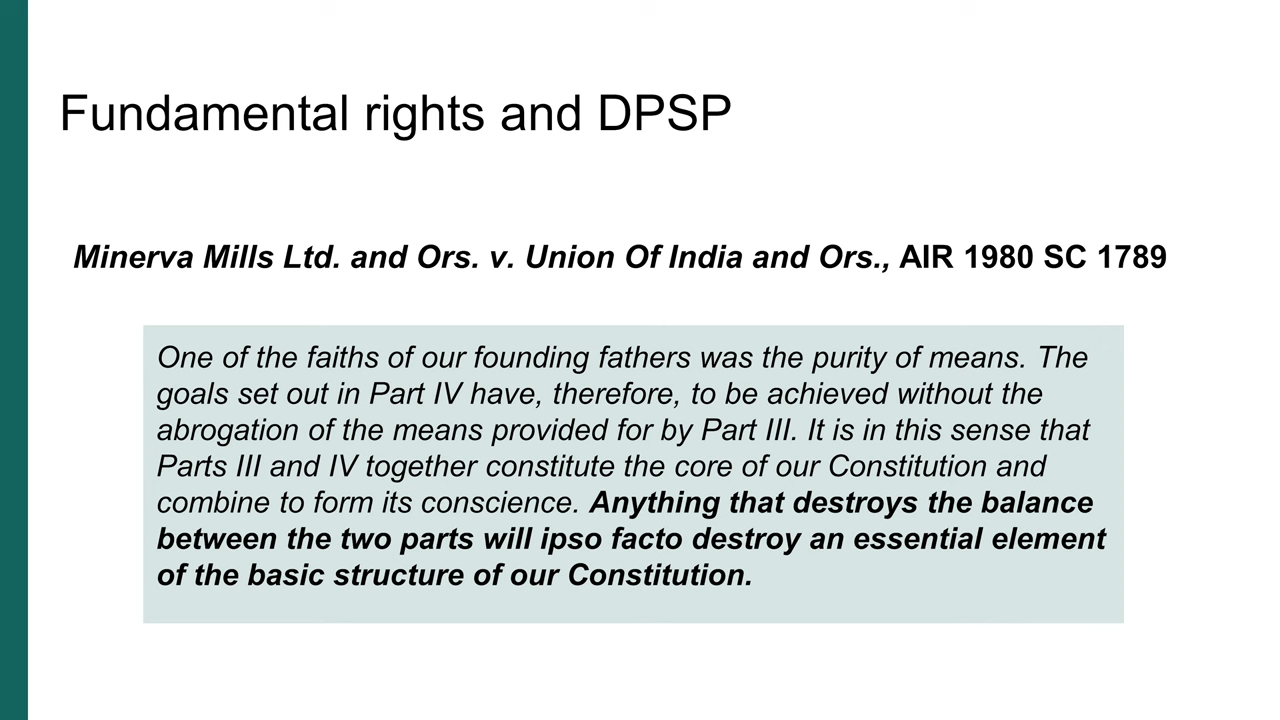 Fundamental rights and DPSP
Minerva Mills Ltd. and Ors. v. Union Of India and Ors., AIR 1980 SC 1789
One of the faiths of our founding fathers was the purity of means. The
goals set out in Part IV have, therefore, to be achieved without the
abrogation of the means provided for by Part III. It is in this sense that
Parts III and IV together constitute the core of our Constitution and
combine to form its conscience. Anything that destroys the balance
between the two parts will ipso facto destroy an essential element
of the basic structure of our Constitution.